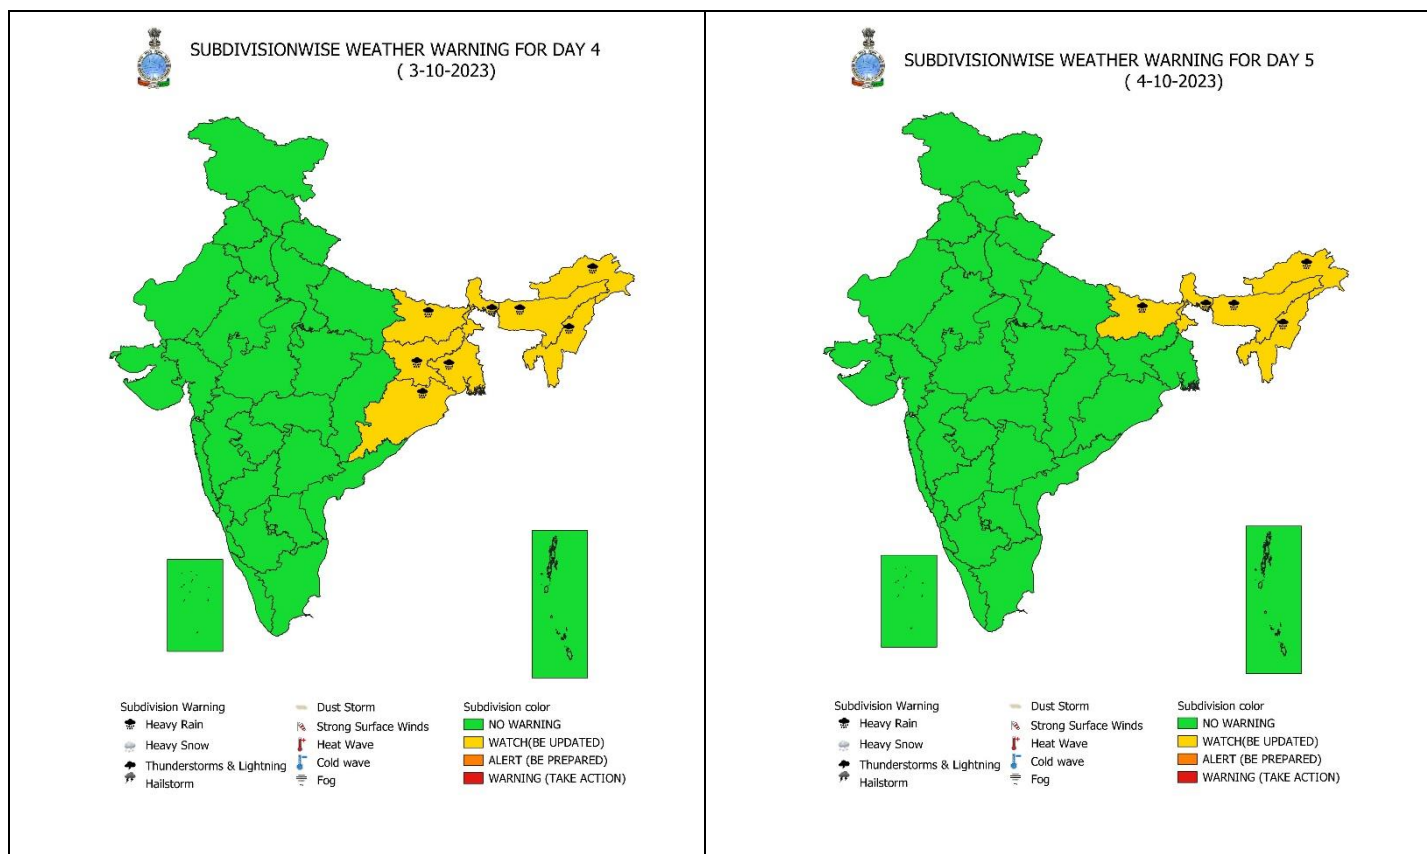 SUBDIVISIONWISE WEATHER WARNING FOR DAY 4
( 3-10-2023)
Subdivision Warning
Heavy Rain
Heavy Snow
Thunderstorms & Lightning
Hailstorm
Dust Storm
Strong Surface Winds
Heat Wave
Cold wave
Fog
Subdivision color
NO WARNING
WATCH(BE UPDATED)
ALERT (BE PREPARED)
WARNING (TAKE ACTION)
SUBDIVISIONWISE WEATHER WARNING FOR DAY 5
( 4-10-2023)
Subdivision Warning
Heavy Rain
Heavy Snow
Thunderstorms & Lightning
Hailstorm
Dust Storm
Strong Surface Winds
Heat Wave
Cold wave
Fog
Subdivision color
NO WARNING
WATCH(BE UPDATED)
ALERT (BE PREPARED)
WARNING (TAKE ACTION)